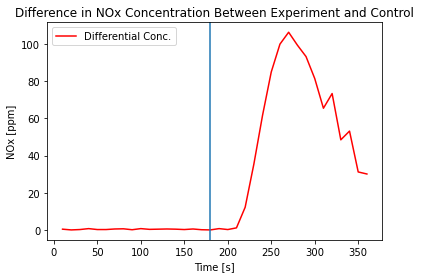 Difference in NOx Concentration Between Experiment and Control
Differential Conc.
NOx [ppm]
100
80
60
40
20
0
0 50 100 150 200 250 300 350
Time [s]